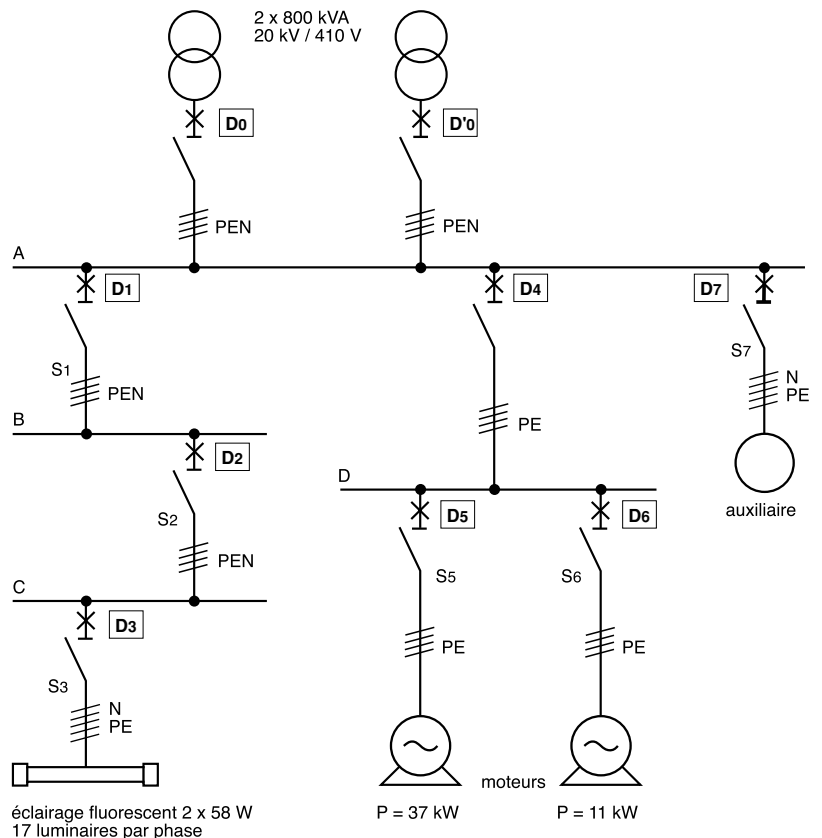 2 x 800 kVA
20 kV / 410 V
D0
D'0
PEN
PEN
A
D1
D4
D7
S1
PEN
S7
N
PE
B
D2
PE
D
auxiliaire
S2
PEN
D5
D6
S5
S6
C
D3
PE
PE
S3
N
PE
moteurs
éclairage fluorescent 2 x 58 W
17 luminaires par phase
P = 37 kW
P = 11 kW